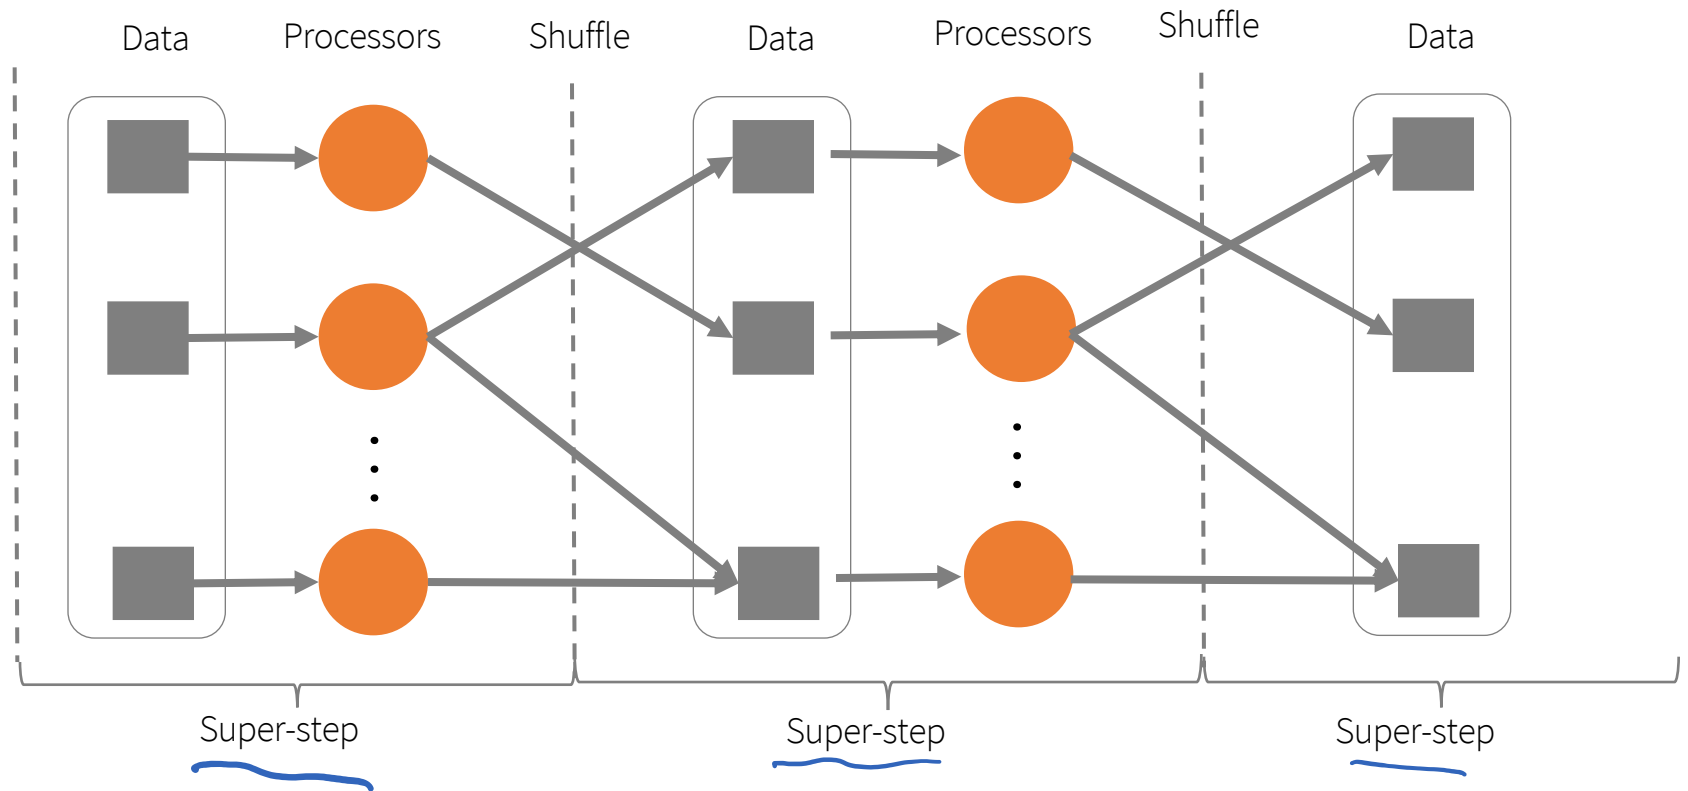 Data
Processors
Shuffle
Data
Processors
Shuffle
Data
Super-step
Super-step
Super-step